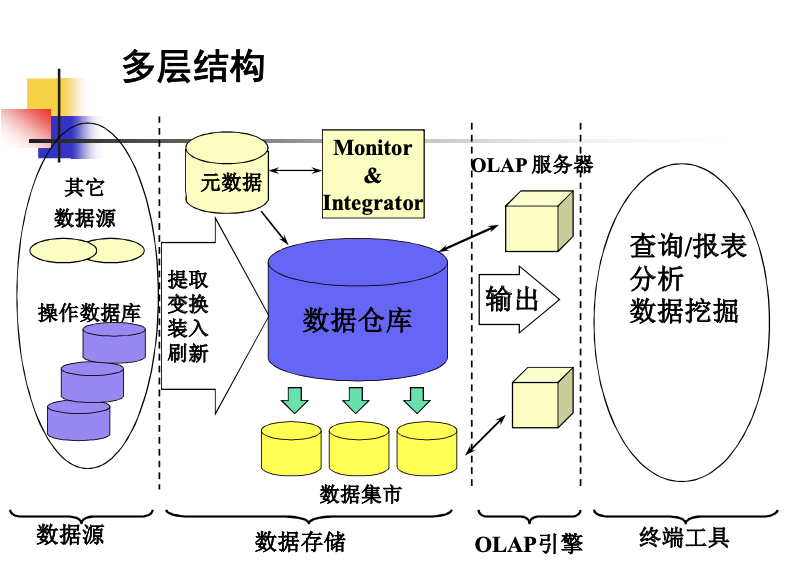 多层结构
其它
数据源
操作数据库
元数据
Monitor
&
Integrator
提取
变换
装入
刷新
数据仓库
数据集市
OLAP 服务器
输出
查询/报表
分析
数据挖掘
数据源
数据存储
OLAP引擎
终端工具